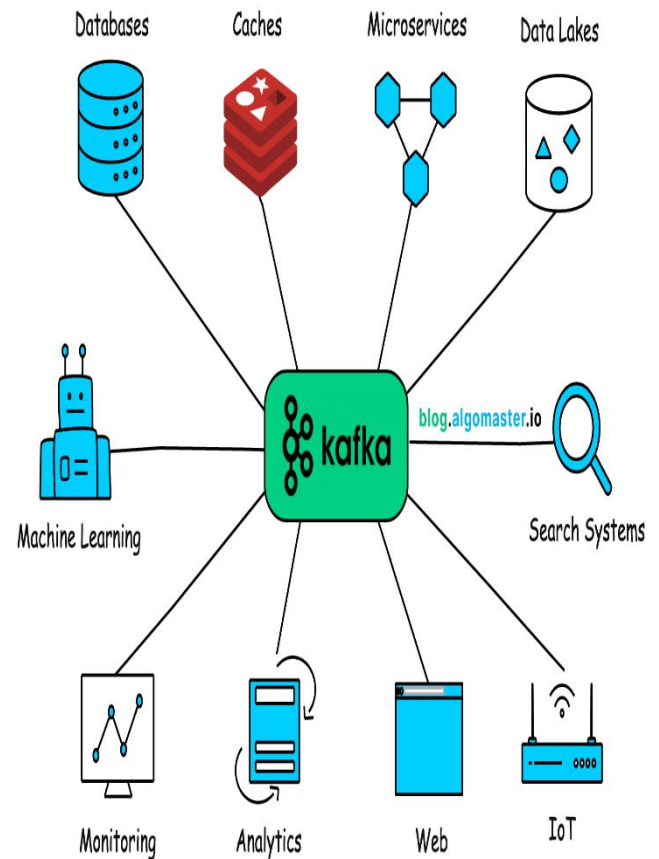 Databases
Caches
Microservices
Data Lakes
kafka
blog.algomaster.io
Machine Learning
Search Systems
Monitoring
Analytics
Web
IoT